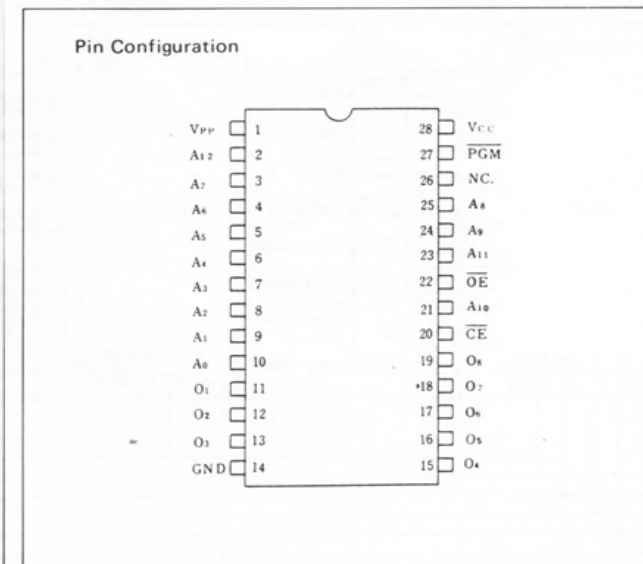 Pin Configuration
VPP 1 28 Vcc
A12 2 27 PGM
A7 3 26 NC.
A6 4 25 A8
A5 5 24 A9
A4 6 23 A11
A3 7 22 OE
A2 8 21 A10
A1 9 20 CE
A0 10 19 O8
O1 11 *18 O7
O2 12 17 O6
O3 13 16 O5
GND 14 15 O4